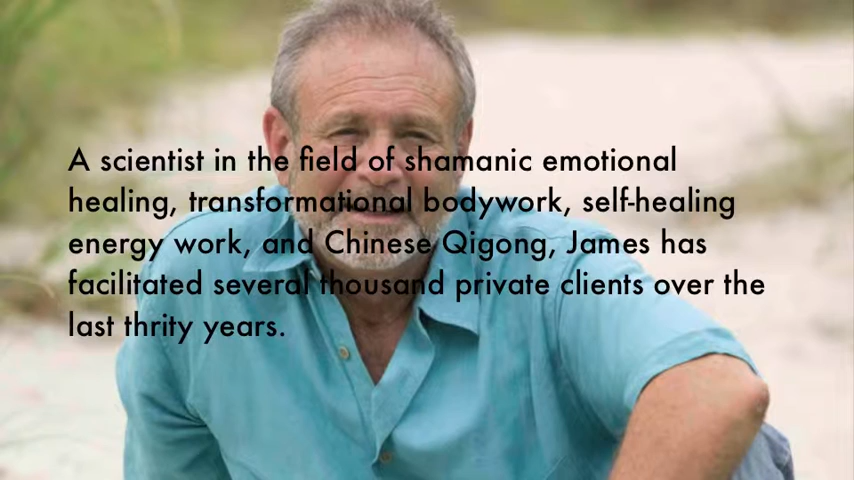 A scientist in the field of shamanic emotional
healing, transformational bodywork, self-healing
energy work, and Chinese Qigong, James has
facilitated several thousand private clients over the
last thrity years.